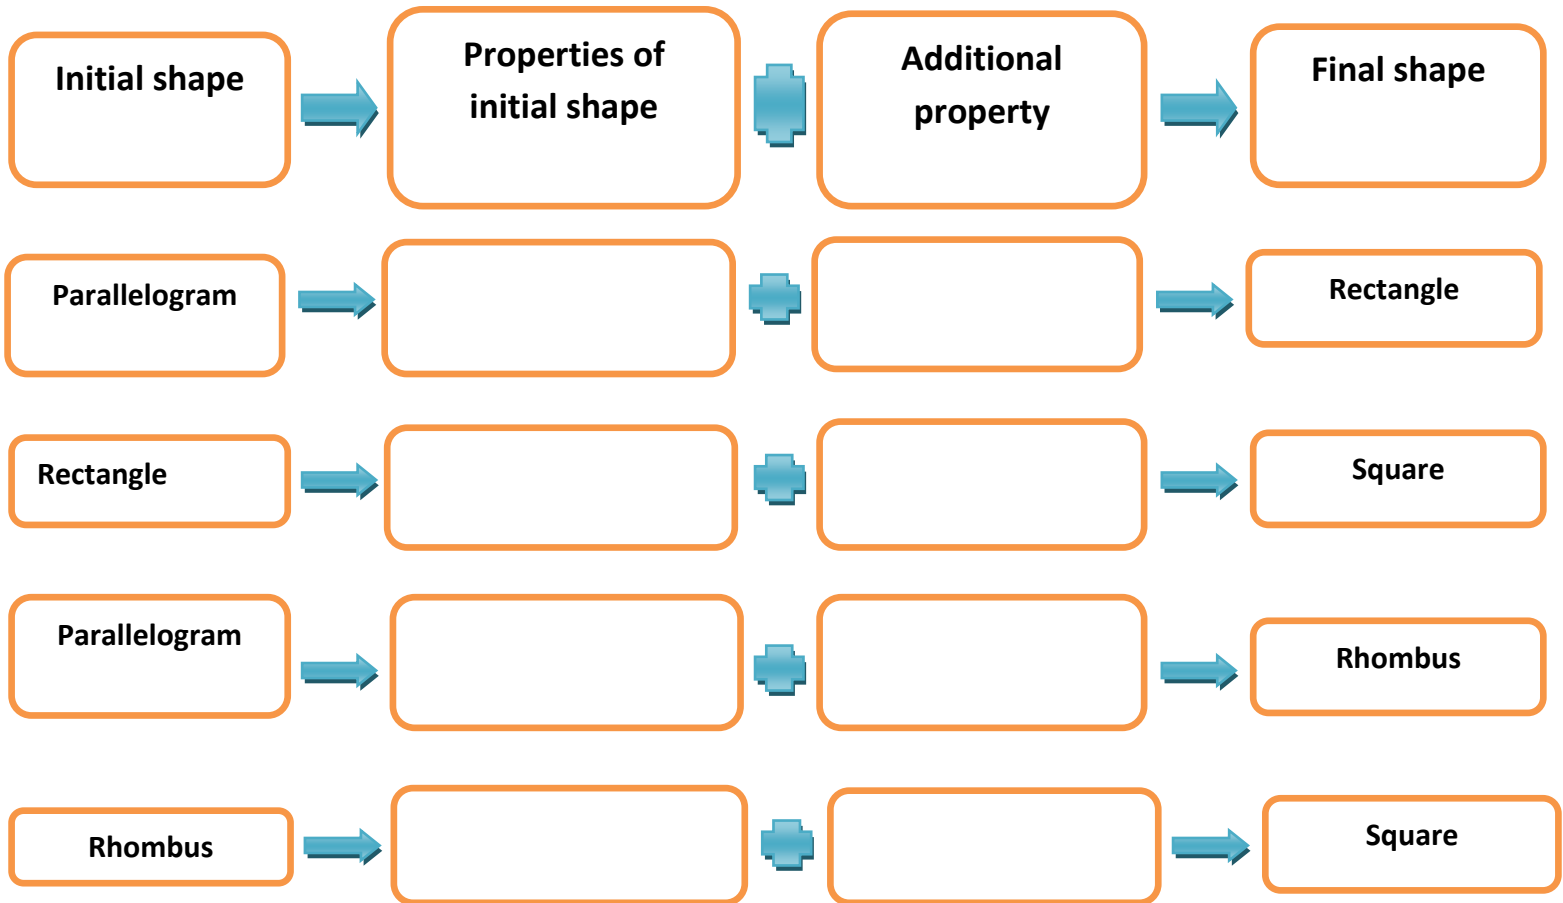 Initial shape
Properties of
initial shape
Additional
property
Final shape
Parallelogram
Rectangle
Rectangle
Square
Parallelogram
Rhombus
Rhombus
Square